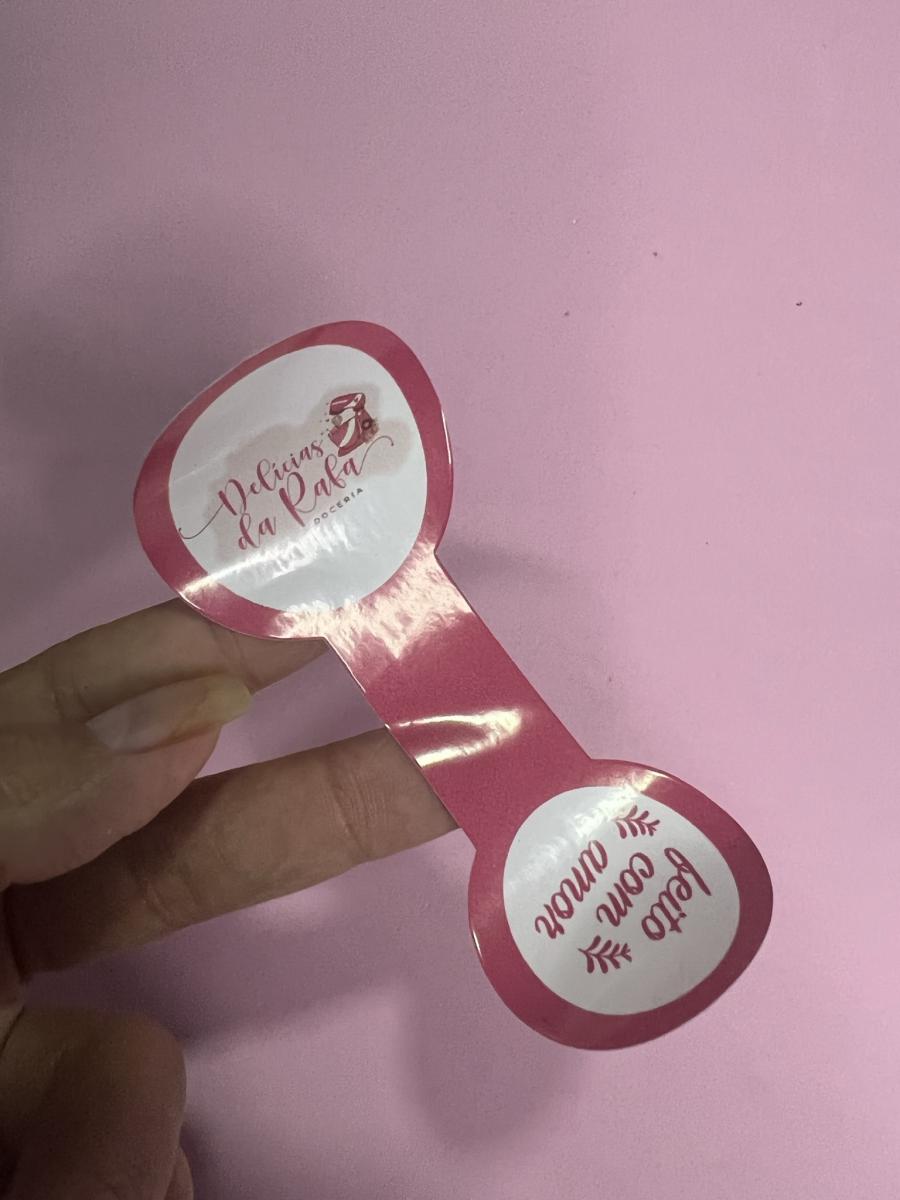 Delícias
da Rafa
DOCERIA
feito
com
amor